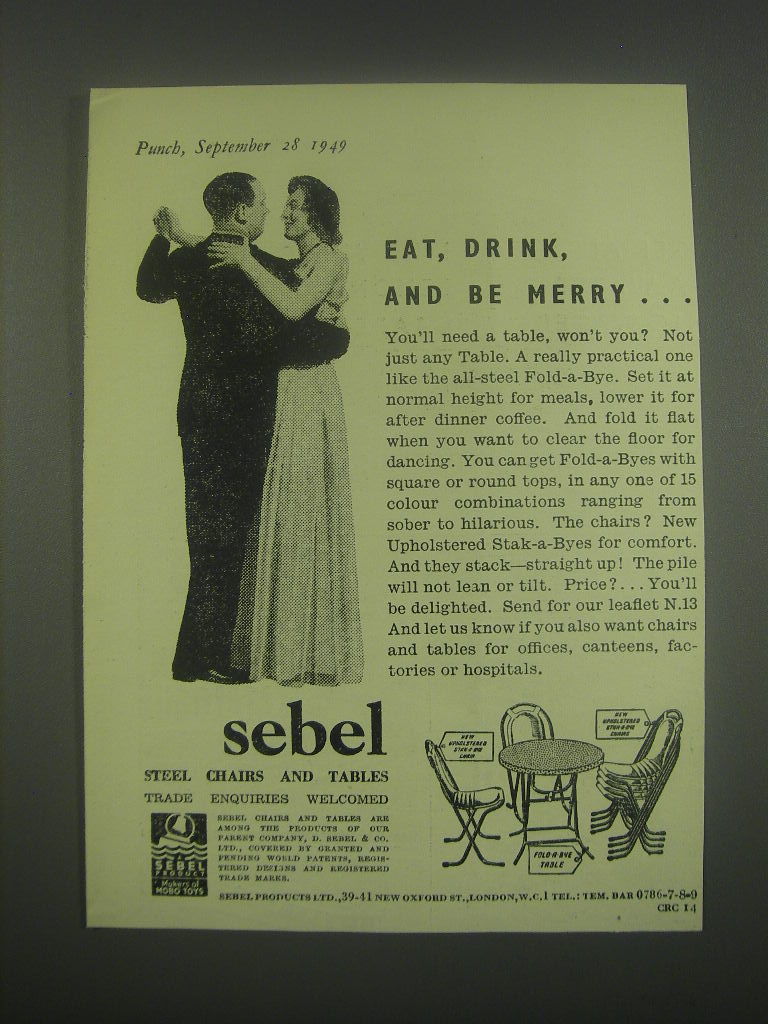 Punch, September 28 1949
EAT, DRINK,
AND BE MERRY . . .
You'll need a table, won't you? Not
just any Table. A really practical one
like the all-steel Fold-a-Bye. Set it at
normal height for meals, lower it for
after dinner coffee. And fold it flat
when you want to clear the floor for
dancing. You can get Fold-a-Byes with
square or round tops, in any one of 15
colour combinations ranging from
sober to hilarious. The chairs? New
Upholstered Stak-a-Byes for comfort.
And they stack—straight up! The pile
will not lean or tilt. Price?... You'll
be delighted. Send for our leaflet N.13
And let us know if you also want chairs
and tables for offices, canteens, fac-
tories or hospitals.
sebel
STEEL CHAIRS AND TABLES
TRADE ENQUIRIES WELCOMED
SEBEL CHAIRS AND TABLES ARE
AMONG THE PRODUCTS OF OUR
PARENT COMPANY, D. SEBEL & CO.
LTD., COVERED BY GRANTED AND
PENDING WORLD PATENTS, REGIS-
TERED DESIGNS AND REGISTERED
TRADE MARKS.
SEBEL
PRODUCT
Makers of
MOBO TOYS
NEW
UPHOLSTERED
STAK-A-BYE
CHAIR
NEW
UPHOLSTERED
STAK-A-BYE
CHAIRS
FOLD-A-BYE
TABLE
SEBEL PRODUCTS LTD., 39-41 NEW OXFORD ST., LONDON, W.C.1 TEL.: TEM. BAR 0786-7-8-9
CRC 14